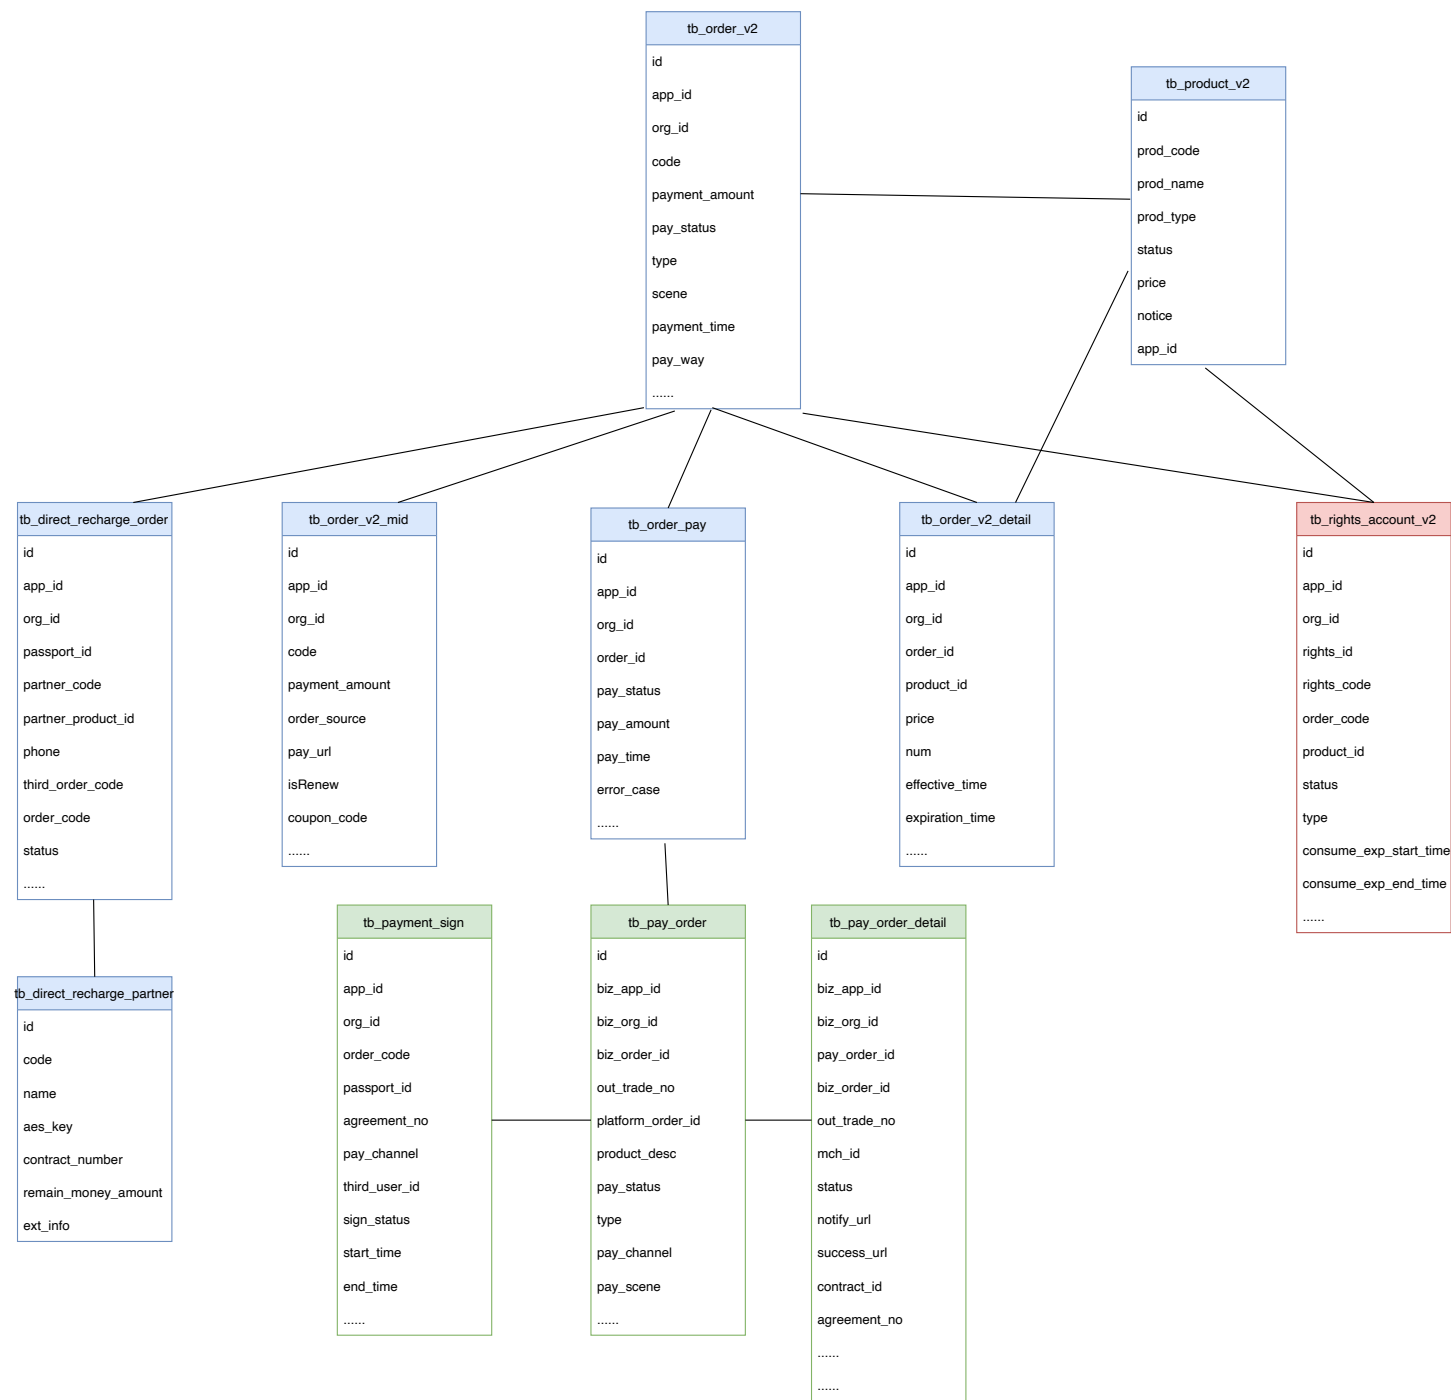 tb_order_v2
id
app_id
org_id
code
payment_amount
pay_status
type
scene
payment_time
pay_way
......
tb_product_v2
id
prod_code
prod_name
prod_type
status
price
notice
app_id
tb_direct_recharge_order
id
app_id
org_id
passport_id
partner_code
partner_product_id
phone
third_order_code
order_code
status
......
tb_order_v2_mid
id
app_id
org_id
code
payment_amount
order_source
pay_url
isRenew
coupon_code
......
tb_order_pay
id
app_id
org_id
order_id
pay_status
pay_amount
pay_time
error_case
......
tb_order_v2_detail
id
app_id
org_id
order_id
product_id
price
num
effective_time
expiration_time
......
tb_rights_account_v2
id
app_id
org_id
rights_id
rights_code
order_code
product_id
status
type
consume_exp_start_time
consume_exp_end_time
......
tb_direct_recharge_partner
id
code
name
aes_key
contract_number
remain_money_amount
ext_info
tb_payment_sign
id
app_id
org_id
order_code
passport_id
agreement_no
pay_channel
third_user_id
sign_status
start_time
end_time
......
tb_pay_order
id
biz_app_id
biz_org_id
biz_order_id
out_trade_no
platform_order_id
product_desc
pay_status
type
pay_channel
pay_scene
......
tb_pay_order_detail
id
biz_app_id
biz_org_id
pay_order_id
biz_order_id
out_trade_no
mch_id
status
notify_url
success_url
contract_id
agreement_no
......
......